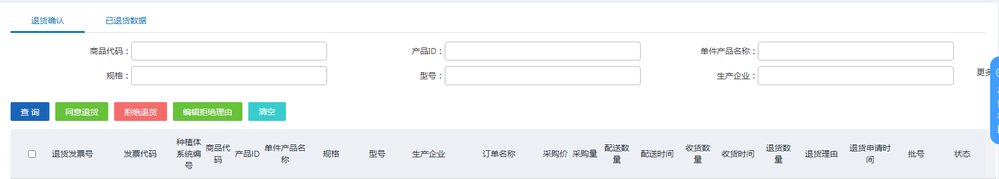 退货确认 已退货数据
商品代码： 产品ID： 单件产品名称：
规格： 型号： 生产企业： 更多
查 询 同意退货 拒绝退货 编辑拒绝理由 清空
退货发票号 发票代码 种植体系统编号 商品代码 产品ID 单件产品名称 规格 型号 生产企业 订单名称 采购价 采购量 配送数量 配送时间 收货数量 收货时间 退货数量 退货理由 退货申请时间 批号 状态